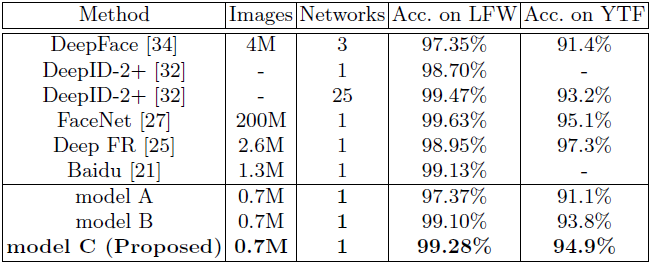 Method Images Networks Acc. on LFW Acc. on YTF
DeepFace [34] 4M 3 97.35% 91.4%
DeepID-2+ [32] - 1 98.70% -
DeepID-2+ [32] - 25 99.47% 93.2%
FaceNet [27] 200M 1 99.63% 95.1%
Deep FR [25] 2.6M 1 98.95% 97.3%
Baidu [21] 1.3M 1 99.13% -
model A 0.7M 1 97.37% 91.1%
model B 0.7M 1 99.10% 93.8%
model C (Proposed) 0.7M 1 99.28% 94.9%